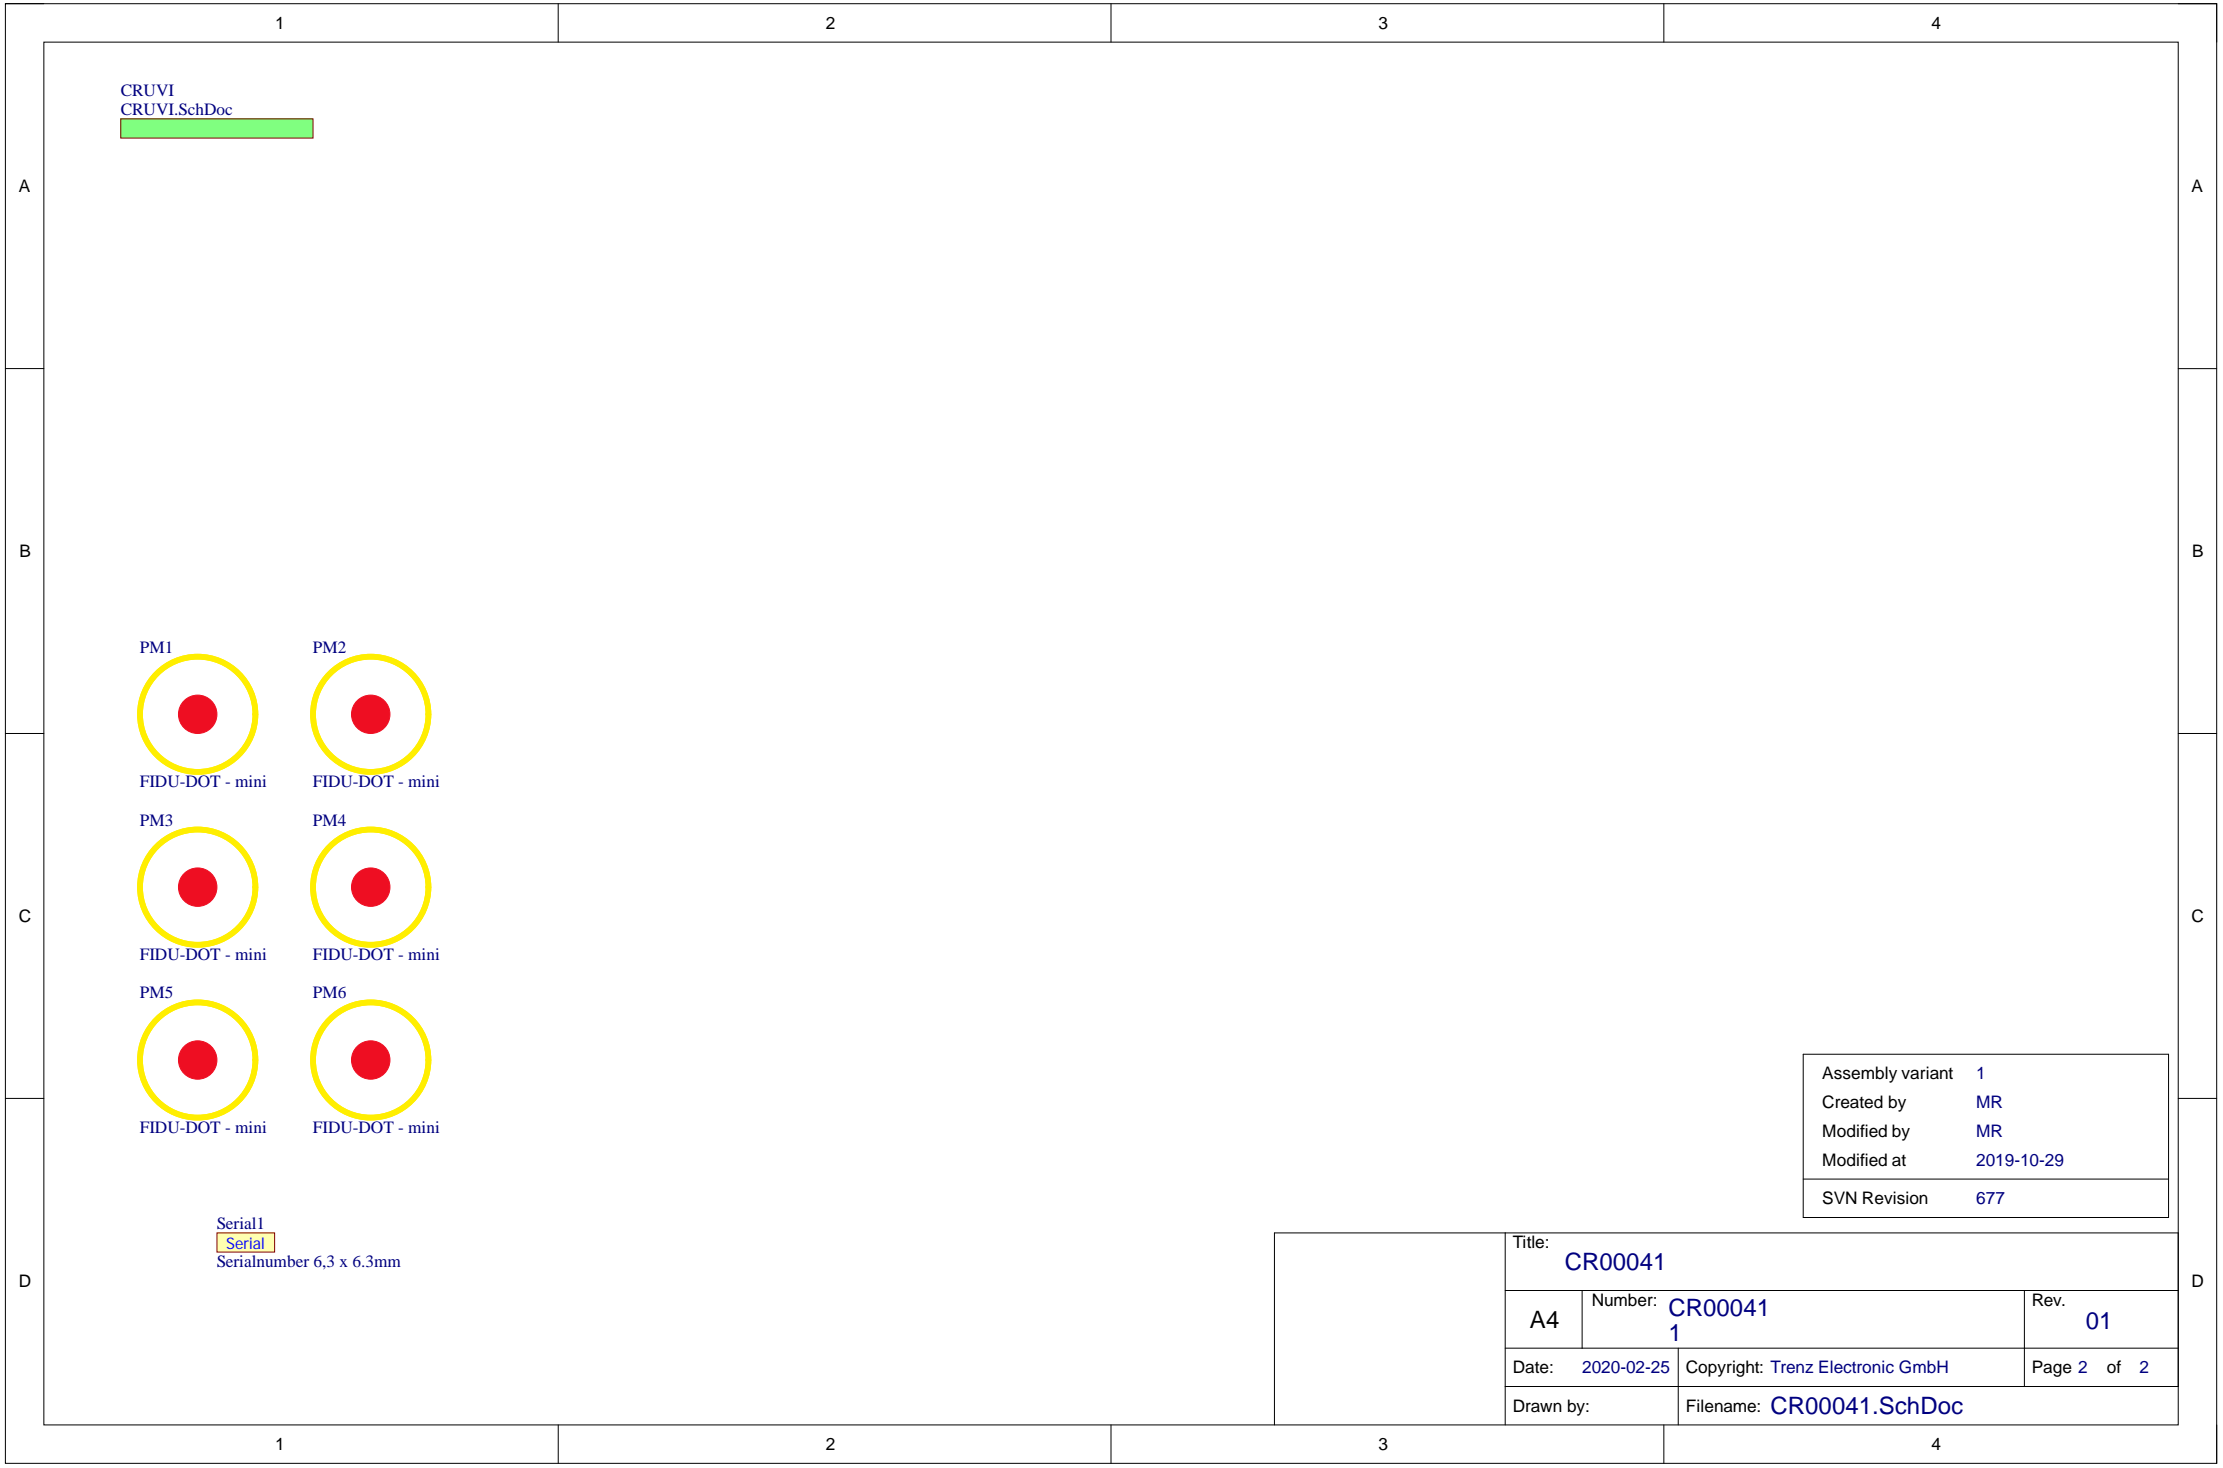 1 2 3 4
CRUVI
CRUVI.SchDoc
A A
B B
PM1 PM2
FIDU-DOT - mini FIDU-DOT - mini
PM3 PM4
C C
FIDU-DOT - mini FIDU-DOT - mini
PM5 PM6
FIDU-DOT - mini FIDU-DOT - mini
Assembly variant 1
Created by MR
Modified by MR
Modified at 2019-10-29
SVN Revision 677
Serial1
Serial
Serialnumber 6,3 x 6.3mm
D D
Title:
CR00041
A4 Number: CR00041
1
Rev.
01
Date: 2020-02-25 Copyright: Trenz Electronic GmbH Page 2 of 2
Drawn by: Filename: CR00041.SchDoc
1 2 3 4